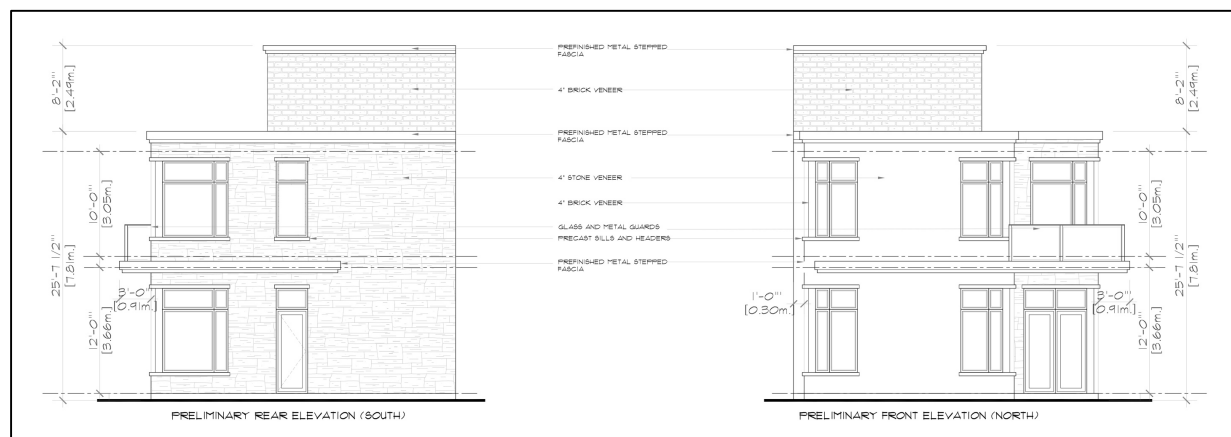 PREFINISHED METAL STEPPED
FASCIA
4" BRICK VENEER
PREFINISHED METAL STEPPED
FASCIA
4" STONE VENEER
4" BRICK VENEER
GLASS AND METAL GUARDS
PRECAST SILLS AND HEADERS
PREFINISHED METAL STEPPED
FASCIA
8'-2"
[2.49m.]
10'-0"
[3.05m.]
25'-7 1/2"
[7.81m.]
3'-0"
[0.91m.]
12'-0"
[3.66m.]
8'-2"
[2.49m.]
10'-0"
[3.05m.]
25'-7 1/2"
[7.81m.]
1'-0"
[0.30m.]
3'-0"
[0.91m.]
12'-0"
[3.66m.]
PRELIMINARY REAR ELEVATION (SOUTH)
PRELIMINARY FRONT ELEVATION (NORTH)